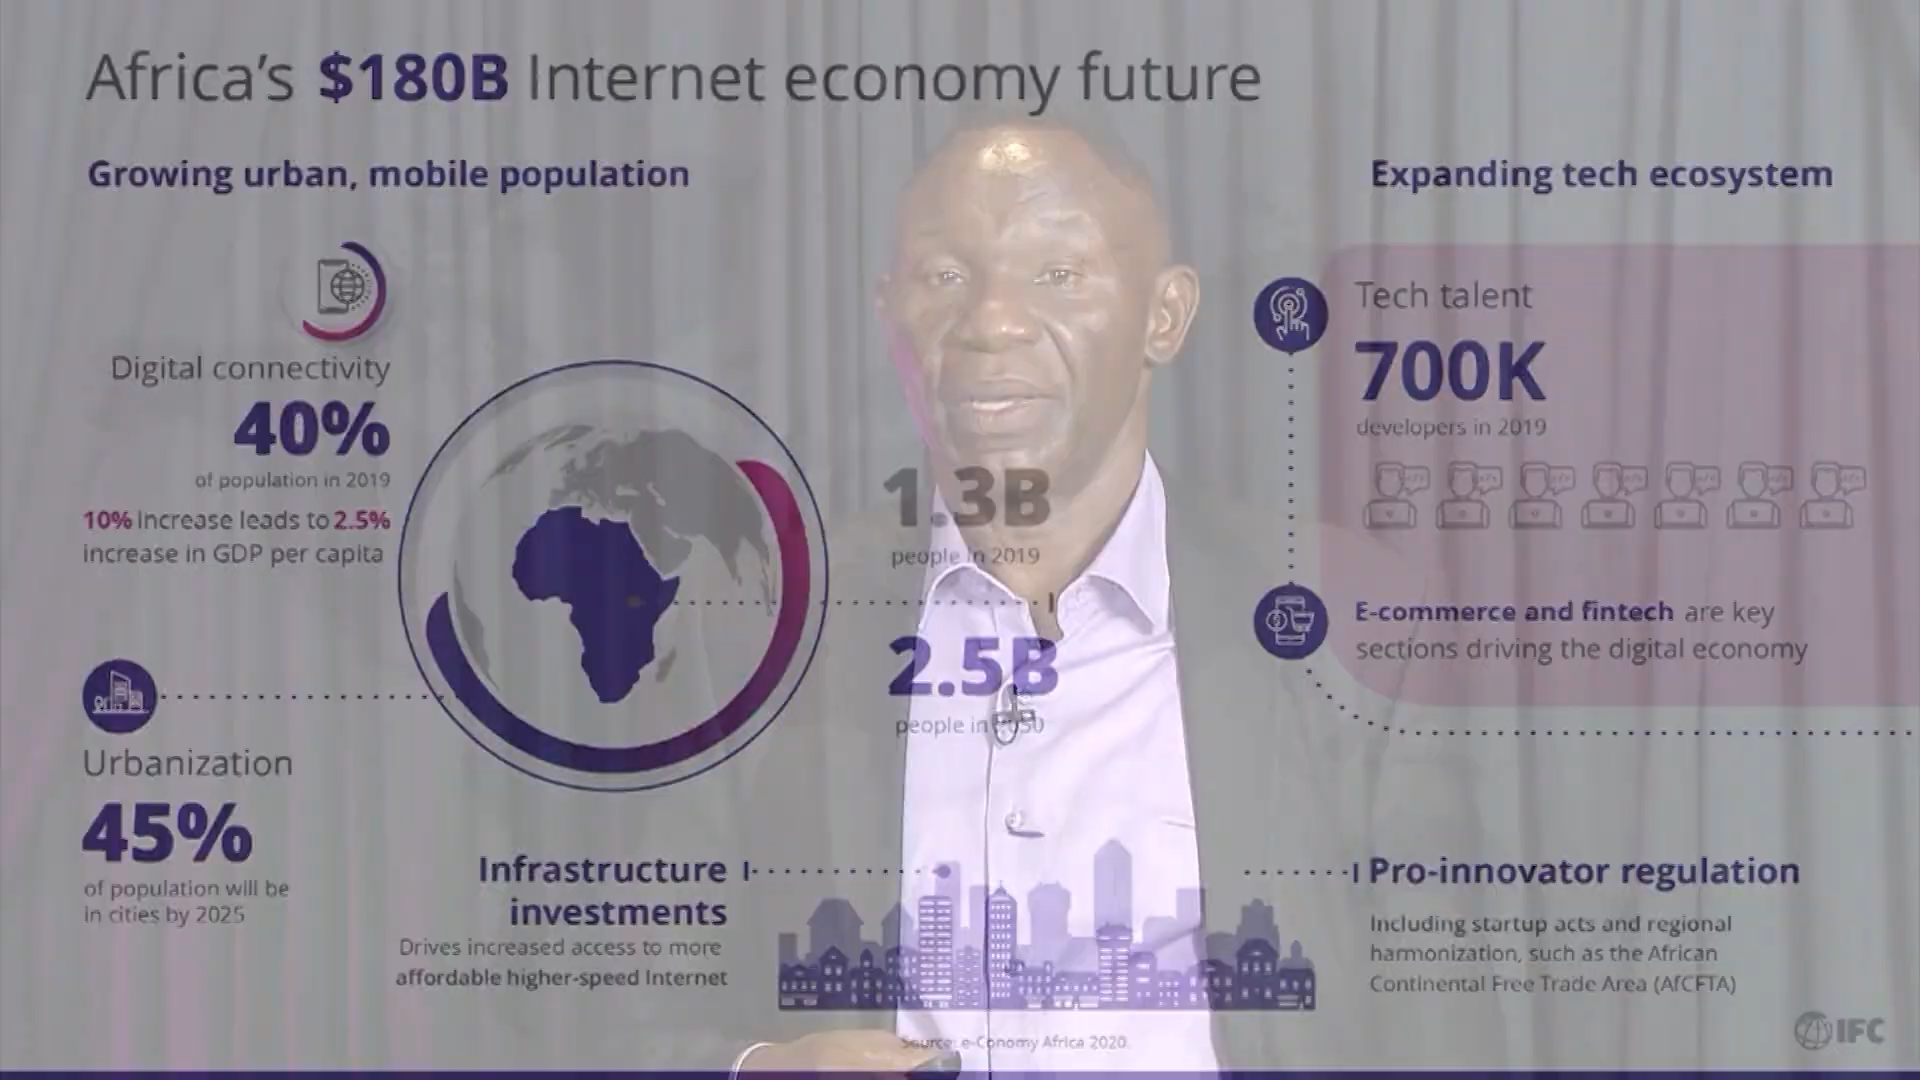 Africa's $180B Internet economy future
Growing urban, mobile population
Expanding tech ecosystem
Digital connectivity
40%
of population in 2019
10% increase leads to 2.5%
increase in GDP per capita
Urbanization
45%
of population will be
in cities by 2025
1.3B
people in 2019
2.5B
people in 2050
Tech talent
700K
developers in 2019
E-commerce and fintech are key
sections driving the digital economy
Infrastructure
investments
Drives increased access to more
affordable higher-speed Internet
Pro-innovator regulation
Including startup acts and regional
harmonization, such as the African
Continental Free Trade Area (AfCFTA)
Source: e-Conomy Africa 2020.
IFC